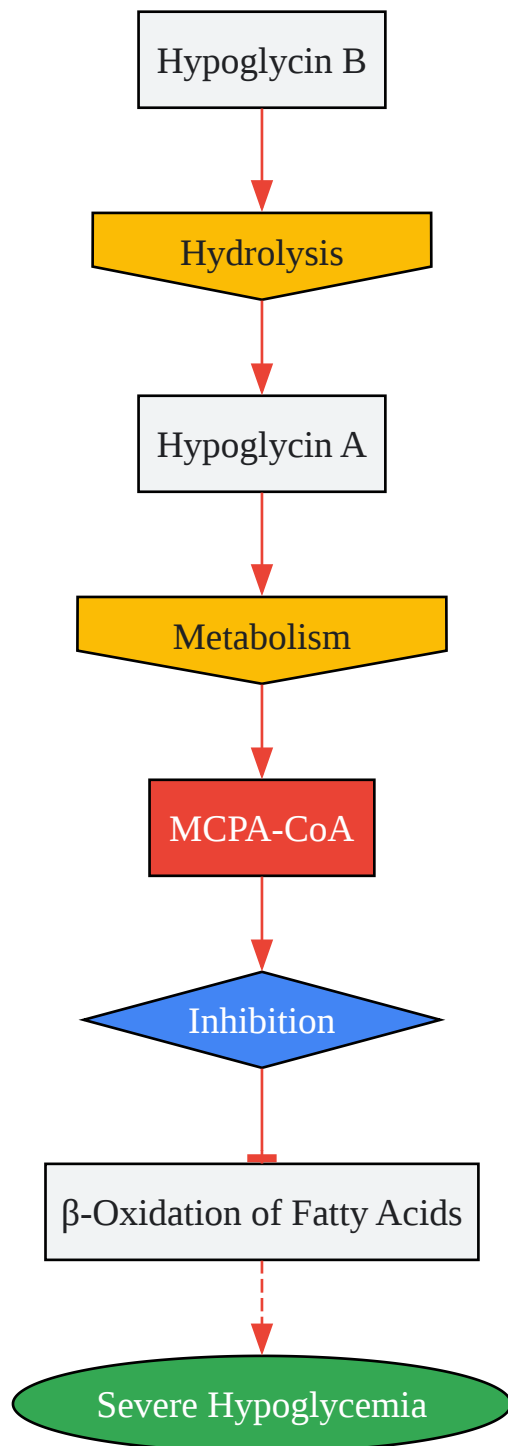 Hypoglycin B
Hydrolysis
Hypoglycin A
Metabolism
MCPA-CoA
Inhibition
β-Oxidation of Fatty Acids
Severe Hypoglycemia